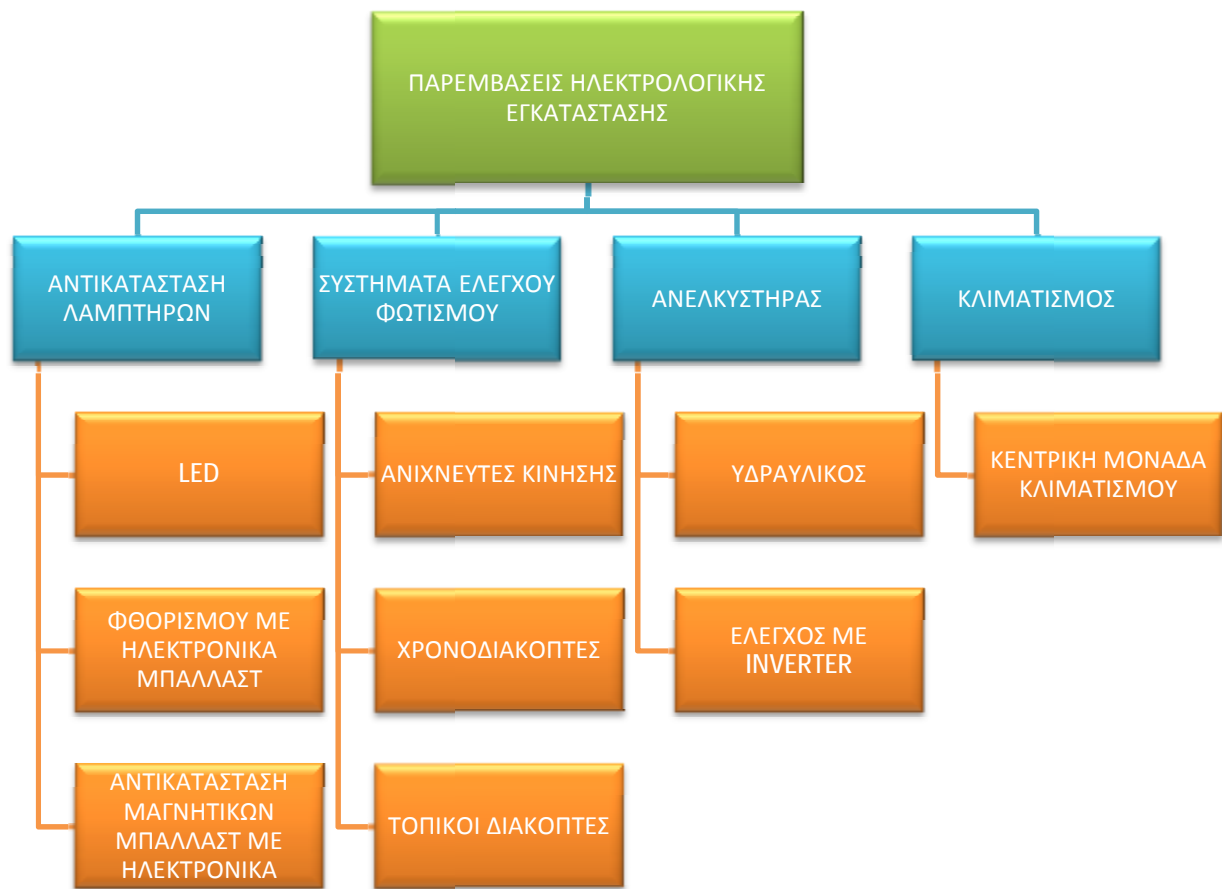 ΠΑΡΕΜΒΑΣΕΙΣ ΗΛΕΚΤΡΟΛΟΓΙΚΗΣ
ΕΓΚΑΤΑΣΤΑΣΗΣ
ΑΝΤΙΚΑΤΑΣΤΑΣΗ
ΛΑΜΠΤΗΡΩΝ
ΣΥΣΤΗΜΑΤΑ ΕΛΕΓΧΟΥ
ΦΩΤΙΣΜΟΥ
ΑΝΕΛΚΥΣΤΗΡΑΣ
ΚΛΙΜΑΤΙΣΜΟΣ
LED
ΑΝΙΧΝΕΥΤΕΣ ΚΙΝΗΣΗΣ
ΥΔΡΑΥΛΙΚΟΣ
ΚΕΝΤΡΙΚΗ ΜΟΝΑΔΑ
ΚΛΙΜΑΤΙΣΜΟΥ
ΦΘΟΡΙΣΜΟΥ ΜΕ
ΗΛΕΚΤΡΟΝΙΚΑ
ΜΠΑΛΛΑΣΤ
ΧΡΟΝΟΔΙΑΚΟΠΤΕΣ
ΕΛΕΓΧΟΣ ΜΕ
INVERTER
ΑΝΤΙΚΑΤΑΣΤΑΣΗ
ΜΑΓΝΗΤΙΚΩΝ
ΜΠΑΛΛΑΣΤ ΜΕ
ΗΛΕΚΤΡΟΝΙΚΑ
ΤΟΠΙΚΟΙ ΔΙΑΚΟΠΤΕΣ